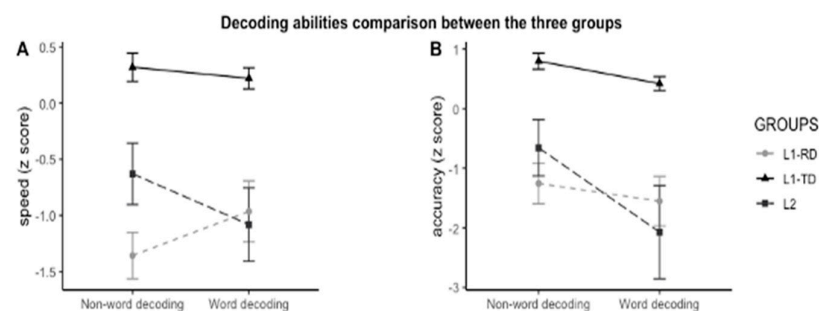 Decoding abilities comparison between the three groups
A
0.5
0.0
-0.5
-1.0
-1.5
speed (z score)
Non-word decoding Word decoding
B
1
0
-1
-2
-3
accuracy (z score)
Non-word decoding Word decoding
GROUPS
L1-RD
L1-TD
L2